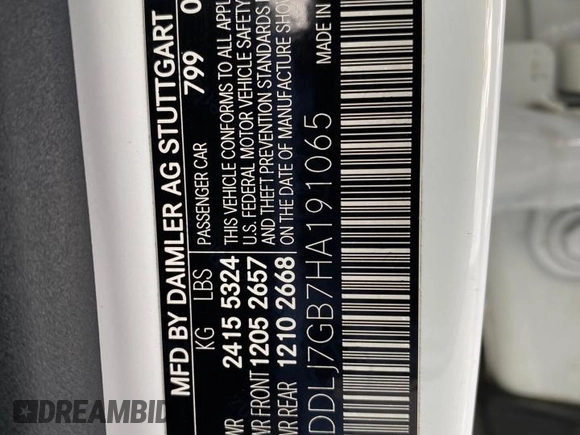 MFD BY DAIMLER AG STUTTGART
799
KG LBS PASSENGER CAR
2415 5324 THIS VEHICLE CONFORMS TO ALL
FRONT 1205 2657 U.S. FEDERAL MOTOR VEHICLE SAFETY
REAR 1210 2668 AND THEFT PREVENTION STANDARDS
ON THE DATE OF MANUFACTURE
DDLJ7GB7HA191065 MADE IN
DREAMBID